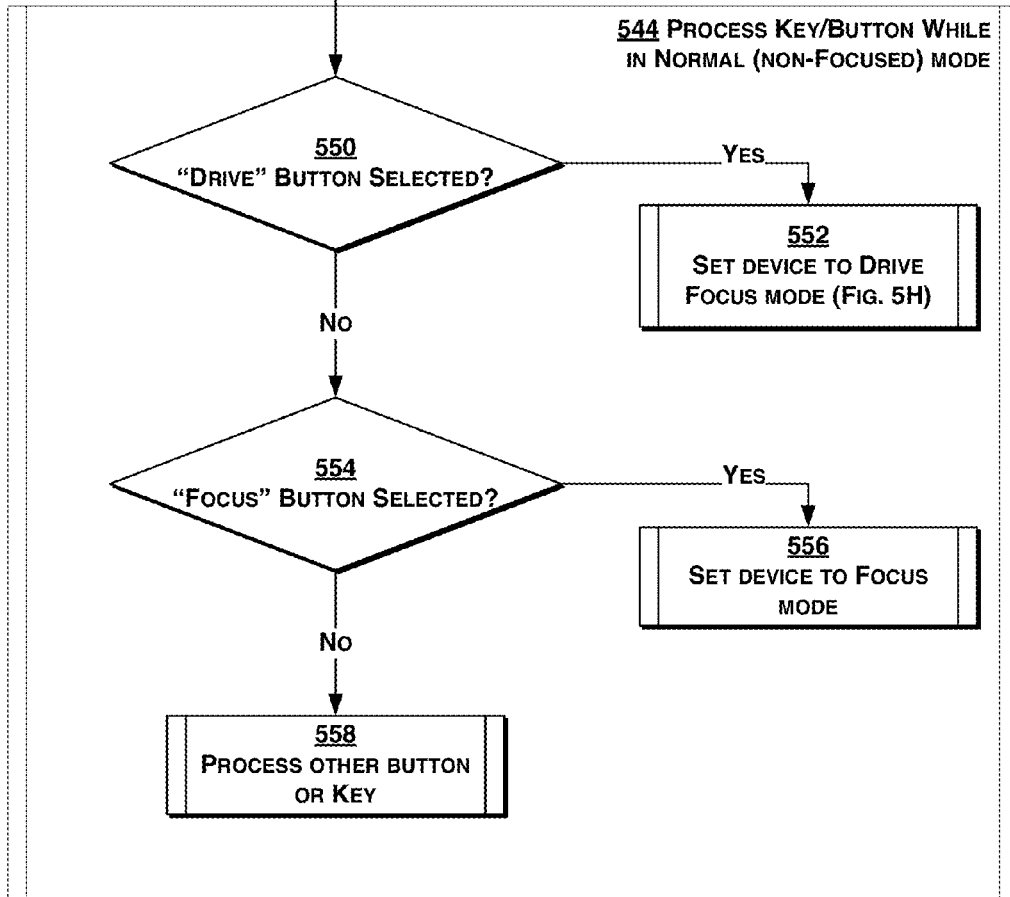 544 Process Key/Button While
in Normal (non-Focused) mode
550
“Drive” Button Selected?
Yes
552
Set device to Drive
Focus mode (Fig. 5H)
No
554
“Focus” Button Selected?
Yes
556
Set device to Focus
mode
No
558
Process other button
or Key